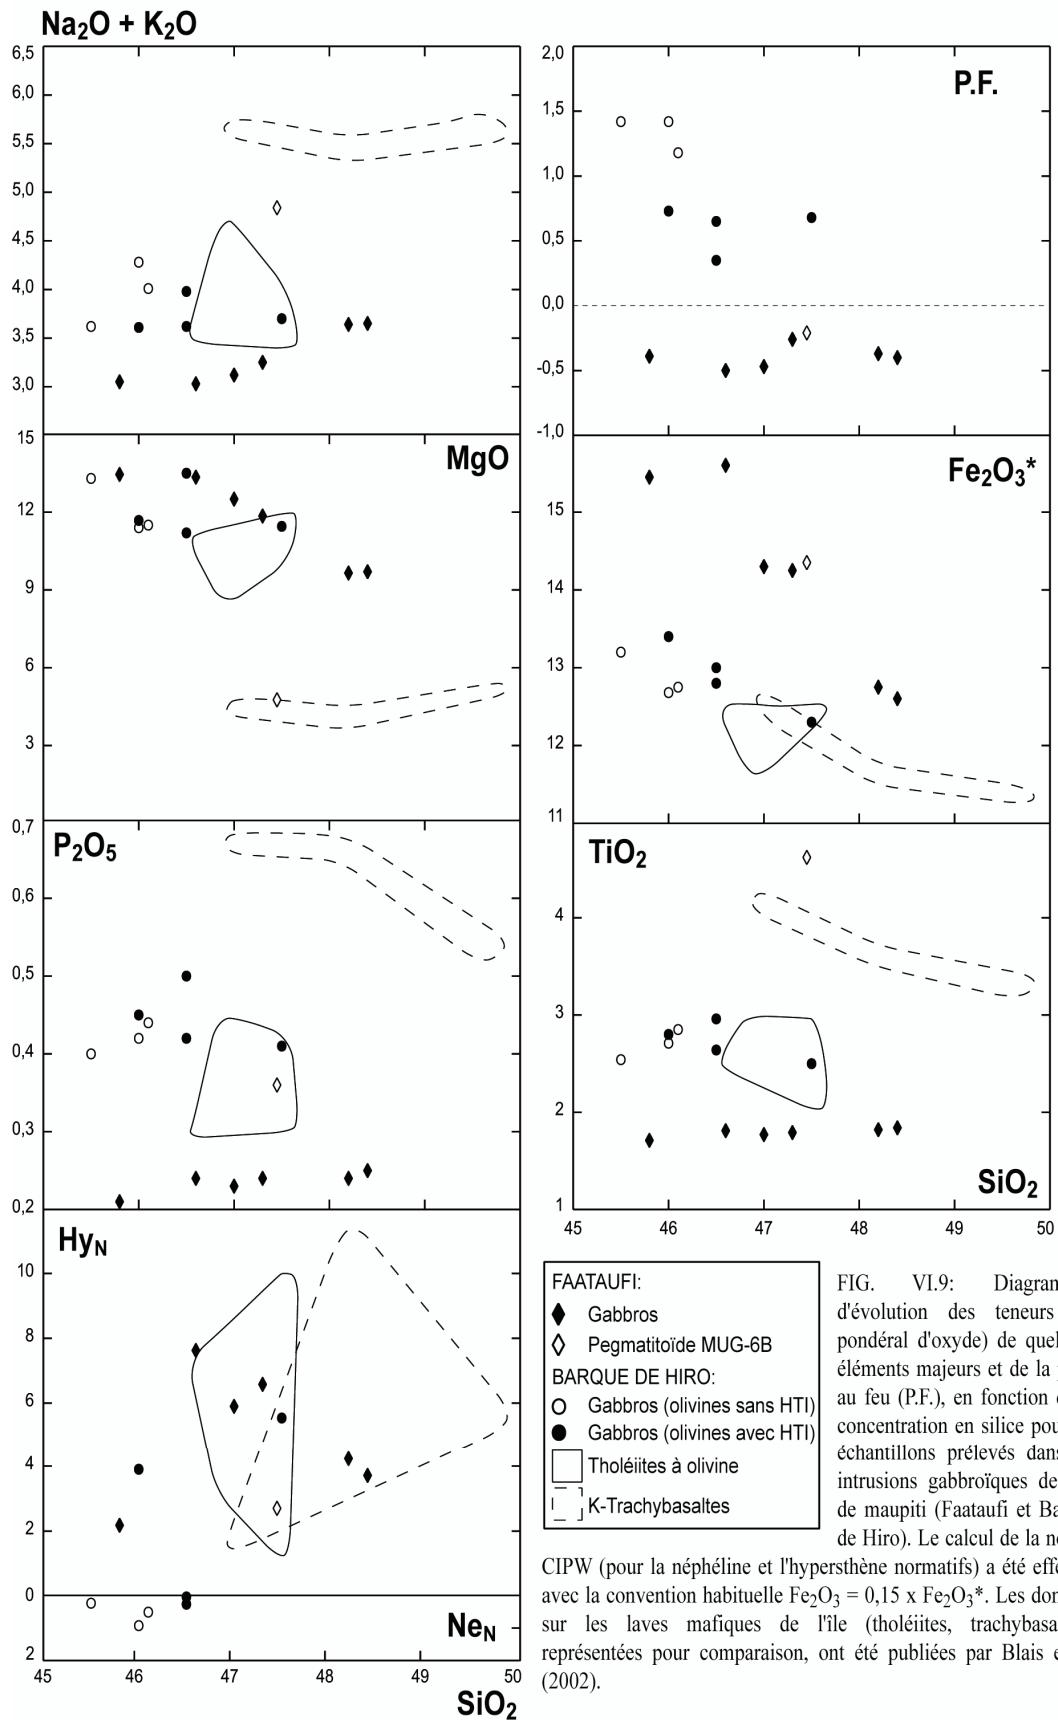 Na2O + K2O
6,5
6,0
5,5
5,0
4,5
4,0
3,5
3,0
2,0
1,5
1,0
0,5
0,0
-0,5
-1,0
P.F.
15
12
9
6
3
MgO
15
14
13
12
11
Fe2O3*
0,7
0,6
0,5
0,4
0,3
0,2
P2O5
TiO2
4
3
2
1
SiO2
45 46 47 48 49 50
HyN
10
8
6
4
2
0
2
NeN
45 46 47 48 49 50
SiO2
FAATAUFI:
Gabbros
Pegmatitoïde MUG-6B
BARQUE DE HIRO:
Gabbros (olivines sans HTI)
Gabbros (olivines avec HTI)
Tholéiites à olivine
K-Trachybasaltes
FIG. VI.9: Diagram
d'évolution des teneurs
pondéral d'oxyde) de quel
éléments majeurs et de la
au feu (P.F.), en fonction
concentration en silice pou
échantillons prélevés dans
intrusions gabbroïques de
de maupiti (Faataufi et Ba
de Hiro). Le calcul de la no
CIPW (pour la néphéline et l'hypersthène normatifs) a été effe
avec la convention habituelle Fe2O3 = 0,15 x Fe2O3*. Les don
sur les laves mafiques de l'île (tholéiites, trachybasa
représentées pour comparaison, ont été publiées par Blais e
(2002).